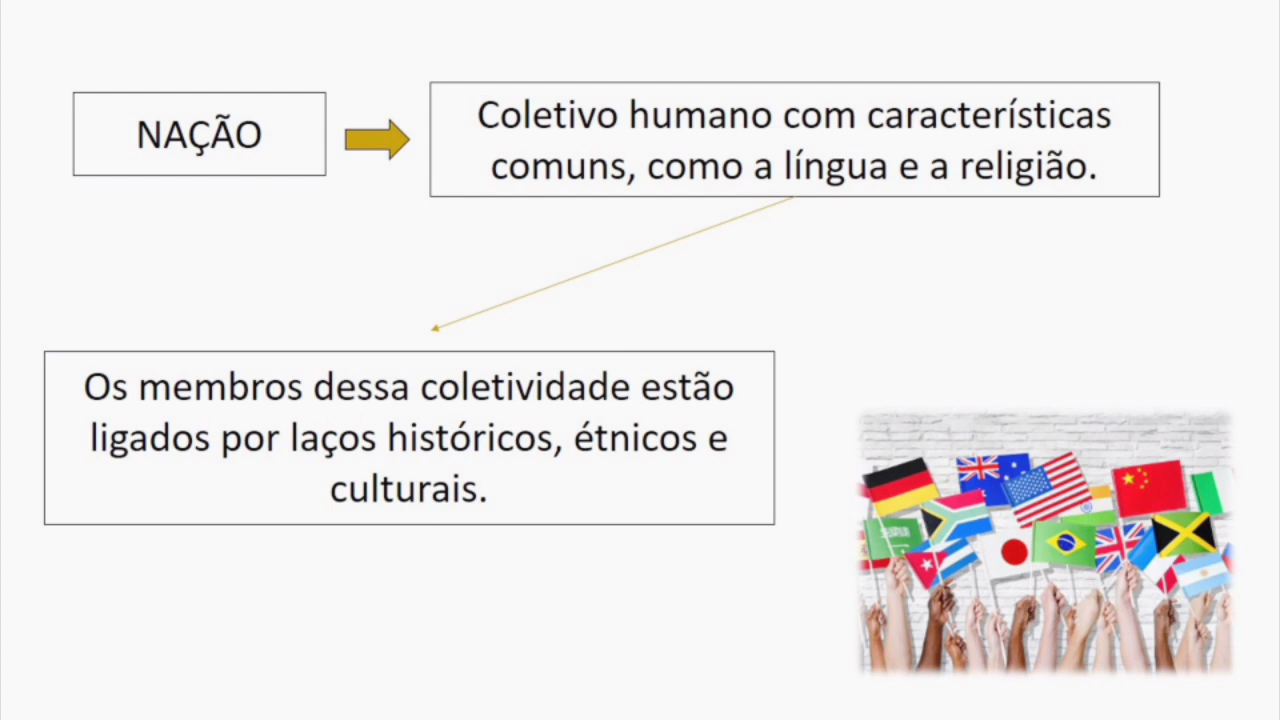 NAÇÃO
Coletivo humano com características
comuns, como a língua e a religião.
Os membros dessa coletividade estão
ligados por laços históricos, étnicos e
culturais.